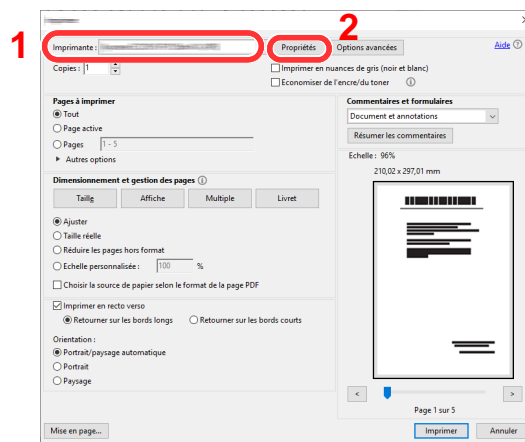 1
2
Imprimante :
Propriétés
Options avancées
Aide
Copies : 1
Imprimer en nuances de gris (noir et blanc)
Economiser de l'encre/du toner
Pages à imprimer
Tout
Page active
Pages 1 - 5
Autres options
Dimensionnement et gestion des pages
Taille Affiche Multiple Livret
Ajuster
Taille réelle
Réduire les pages hors format
Echelle personnalisée : 100 %
Choisir la source de papier selon le format de la page PDF
Imprimer en recto verso
Retourner sur les bords longs Retourner sur les bords courts
Orientation :
Portrait/paysage automatique
Portrait
Paysage
Commentaires et formulaires
Document et annotations
Résumer les commentaires
Echelle : 96%
210,02 x 297,01 mm
< >
Page 1 sur 5
Mise en page...
Imprimer Annuler